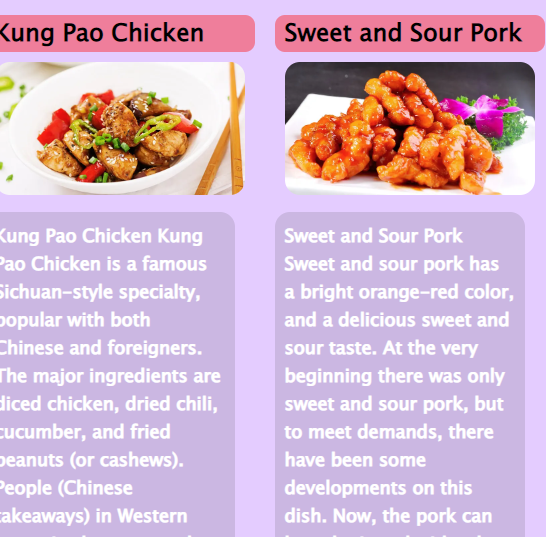 Kung Pao Chicken
Sweet and Sour Pork
Kung Pao Chicken Kung
Pao Chicken is a famous
Sichuan-style specialty,
popular with both
Chinese and foreigners.
The major ingredients are
diced chicken, dried chili,
cucumber, and fried
peanuts (or cashews).
People (Chinese
takeaways) in Western
Sweet and Sour Pork
Sweet and sour pork has
a bright orange-red color,
and a delicious sweet and
sour taste. At the very
beginning there was only
sweet and sour pork, but
to meet demands, there
have been some
developments on this
dish. Now, the pork can